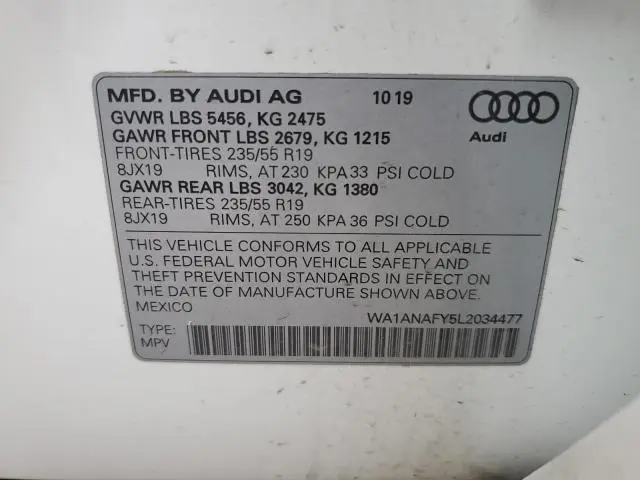 MFD. BY AUDI AG 10 19
GVWR LBS 5456, KG 2475
GAWR FRONT LBS 2679, KG 1215
FRONT-TIRES 235/55 R19
8JX19 RIMS, AT 230 KPA 33 PSI COLD
GAWR REAR LBS 3042, KG 1380
REAR-TIRES 235/55 R19
8JX19 RIMS, AT 250 KPA 36 PSI COLD
Audi
THIS VEHICLE CONFORMS TO ALL APPLICABLE
U.S. FEDERAL MOTOR VEHICLE SAFETY AND
THEFT PREVENTION STANDARDS IN EFFECT ON
THE DATE OF MANUFACTURE SHOWN ABOVE.
MEXICO WA1ANAFY5L2034477
TYPE:
MPV